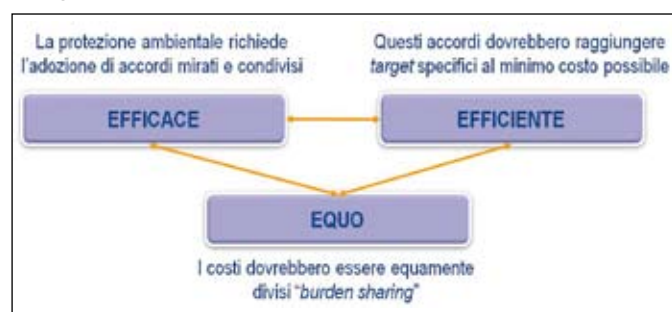 La protezione ambientale richiede
l'adozione di accordi mirati e condivisi
Questi accordi dovrebbero raggiungere
target specifici al minimo costo possibile
EFFICACE
EFFICIENTE
EQUO
I costi dovrebbero essere equamente
divisi "burden sharing"